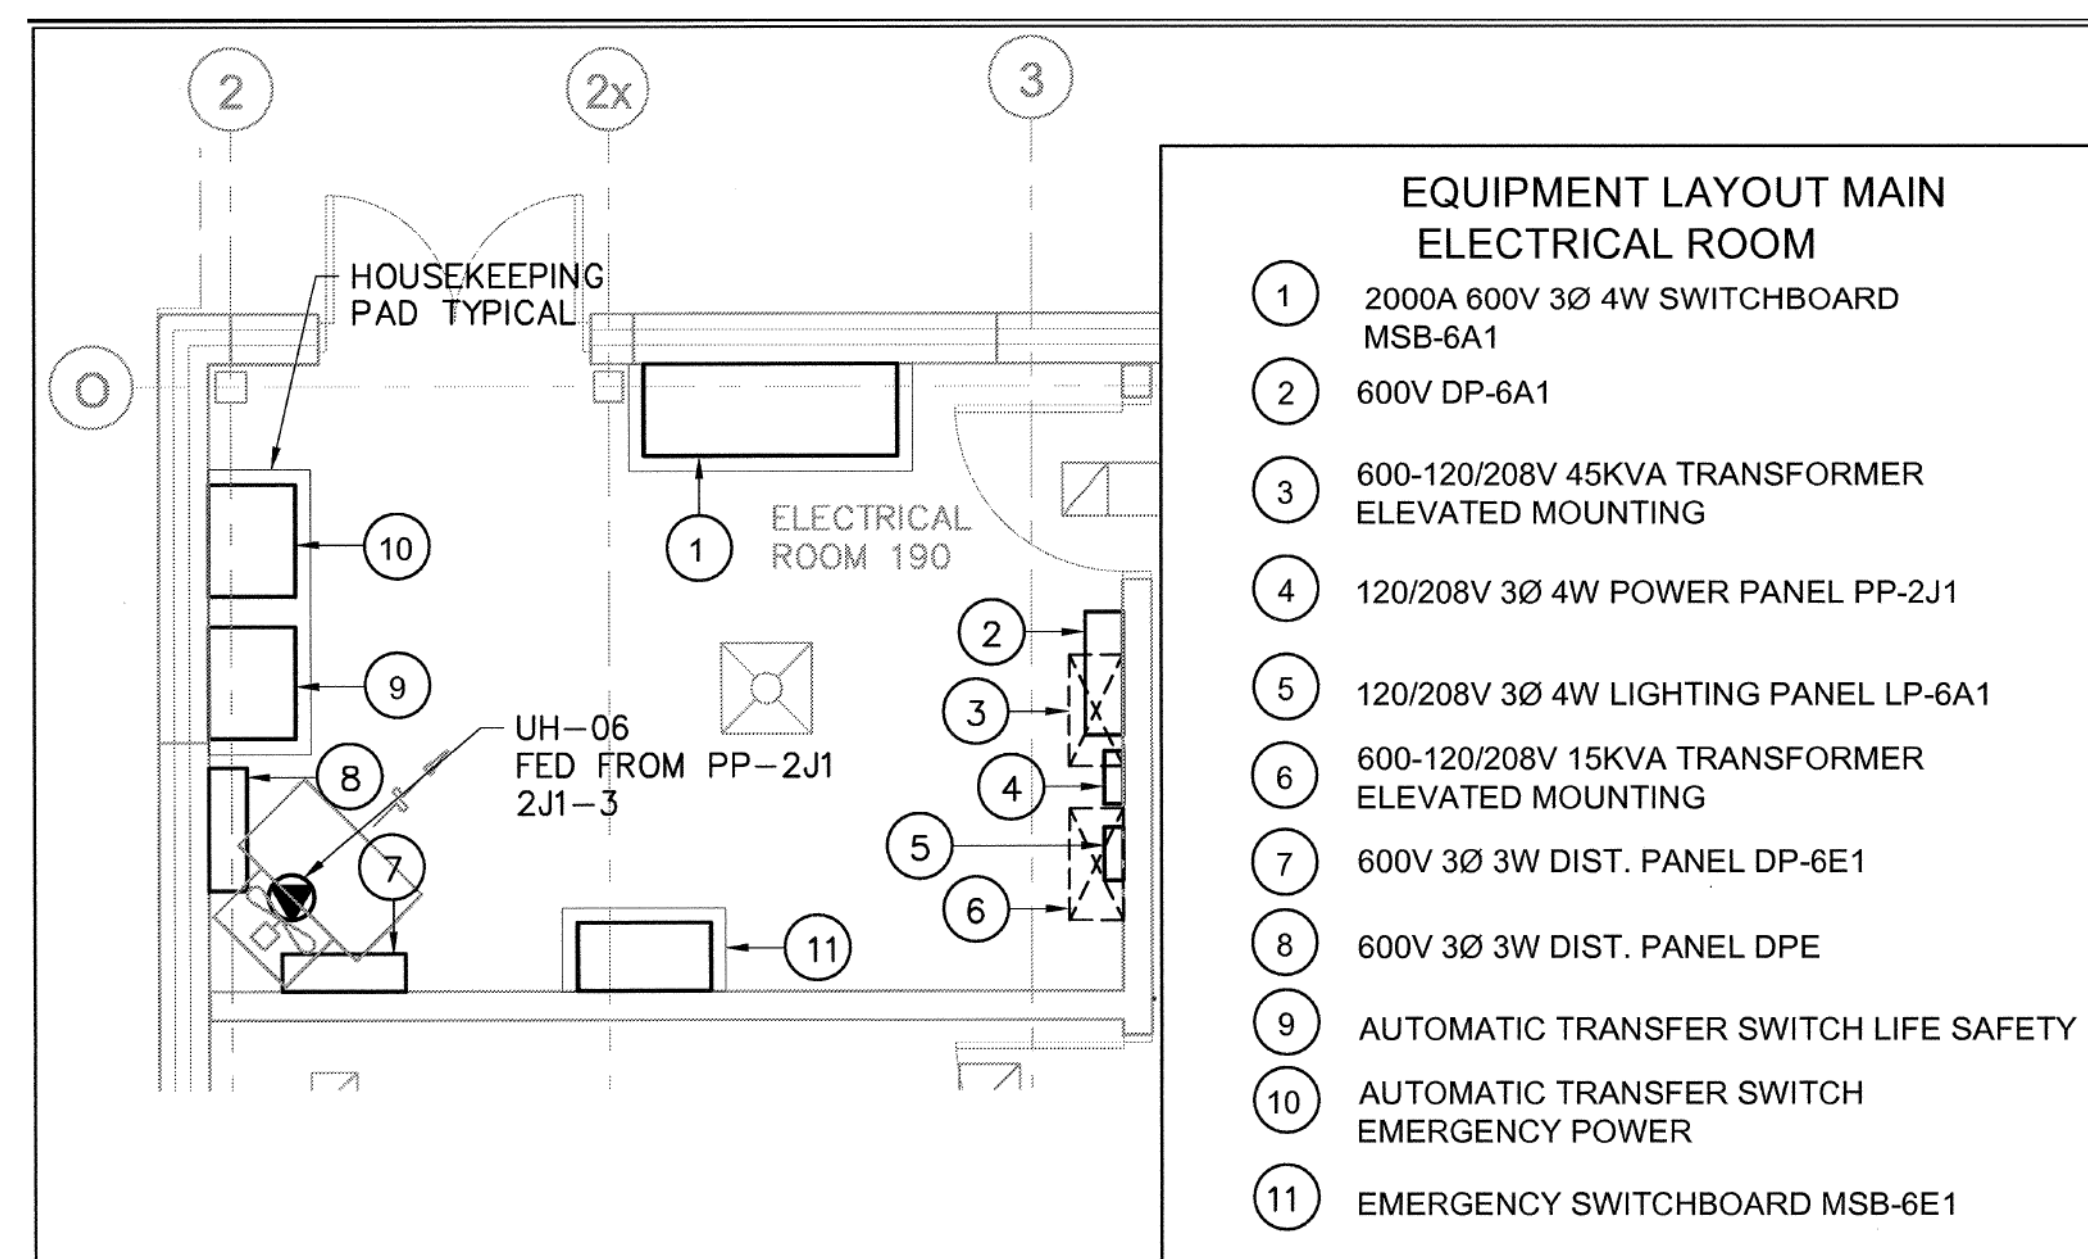 2
2x
3
HOUSEKEEPING
PAD TYPICAL
O
10
1
ELECTRICAL
ROOM 190
2
9
3
UH-06
FED FROM PP-2J1
2J1-3
X
8
4
7
5
X
6
11
EQUIPMENT LAYOUT MAIN
ELECTRICAL ROOM
1 2000A 600V 3Ø 4W SWITCHBOARD
MSB-6A1
2 600V DP-6A1
3 600-120/208V 45KVA TRANSFORMER
ELEVATED MOUNTING
4 120/208V 3Ø 4W POWER PANEL PP-2J1
5 120/208V 3Ø 4W LIGHTING PANEL LP-6A1
6 600-120/208V 15KVA TRANSFORMER
ELEVATED MOUNTING
7 600V 3Ø 3W DIST. PANEL DP-6E1
8 600V 3Ø 3W DIST. PANEL DPE
9 AUTOMATIC TRANSFER SWITCH LIFE SAFETY
10 AUTOMATIC TRANSFER SWITCH
EMERGENCY POWER
11 EMERGENCY SWITCHBOARD MSB-6E1